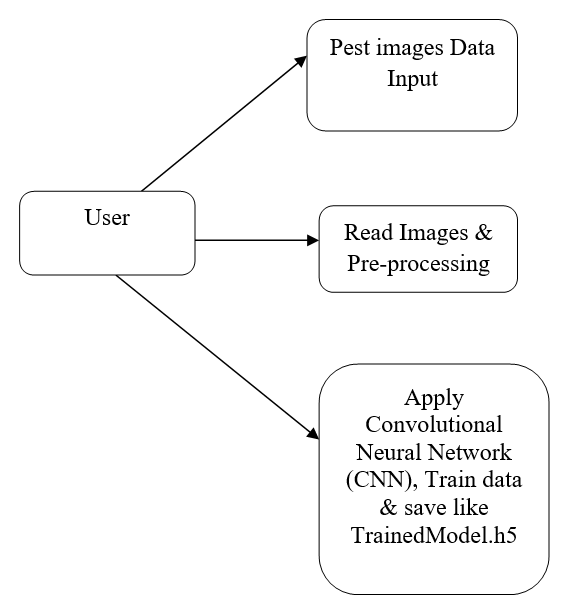 Pest images Data
Input
User
Read Images &
Pre-processing
Apply
Convolutional
Neural Network
(CNN), Train data
& save like
TrainedModel.h5